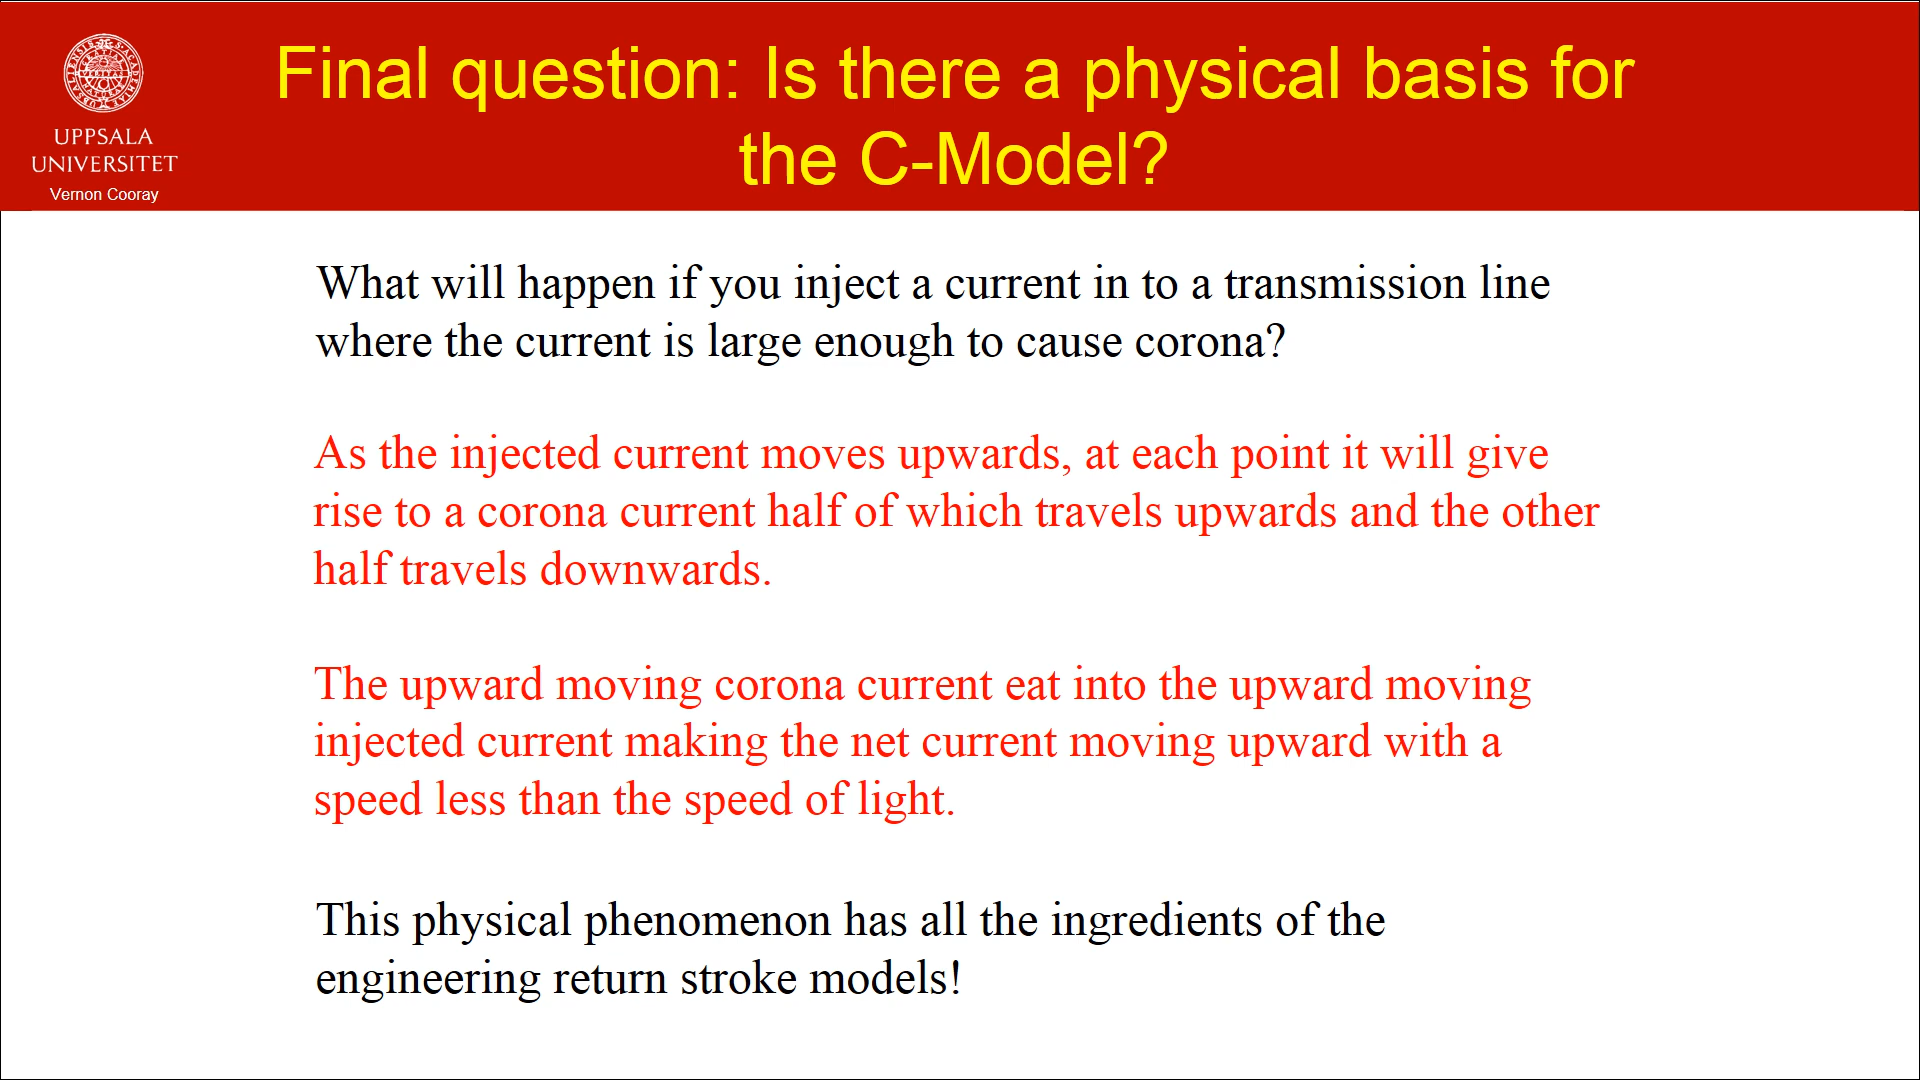 Final question: Is there a physical basis for
the C-Model?
UPPSALA
UNIVERSITET
Vernon Cooray
What will happen if you inject a current in to a transmission line
where the current is large enough to cause corona?
As the injected current moves upwards, at each point it will give
rise to a corona current half of which travels upwards and the other
half travels downwards.
The upward moving corona current eat into the upward moving
injected current making the net current moving upward with a
speed less than the speed of light.
This physical phenomenon has all the ingredients of the
engineering return stroke models!